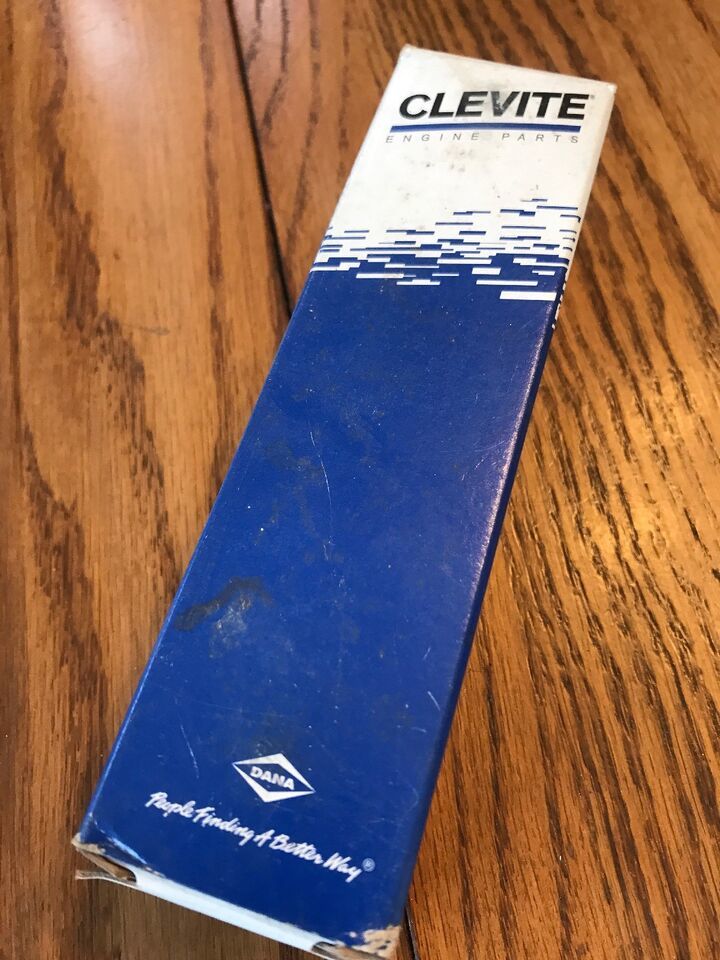 CLEVITE®
ENGINE PARTS
DANA
People Finding A Better Way®